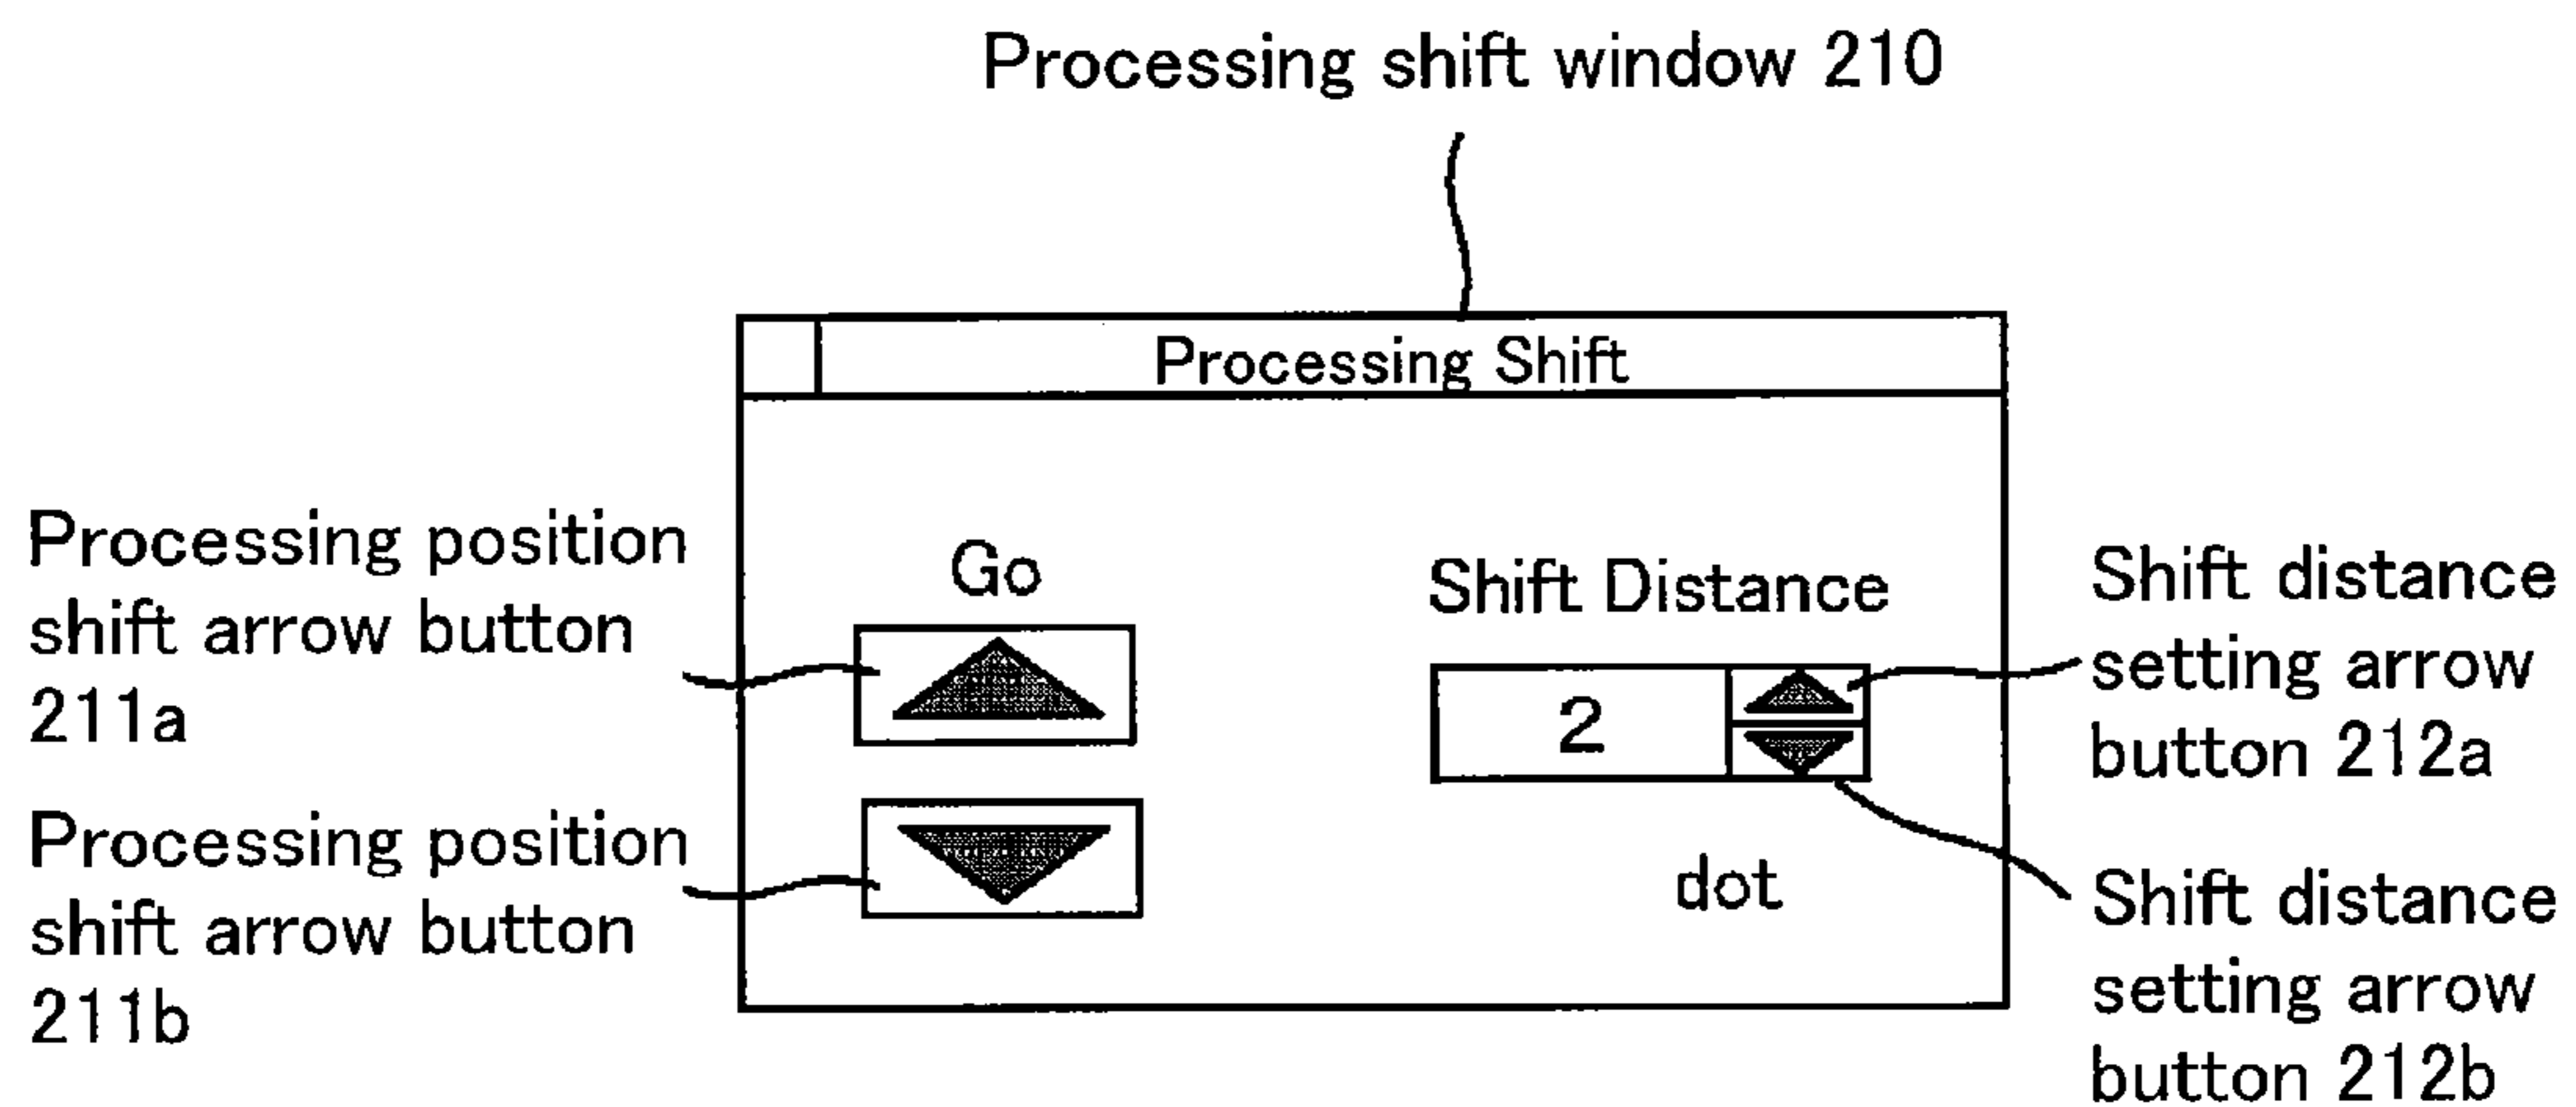 Processing shift window 210
Processing Shift
Processing position
shift arrow button
211a
Processing position
shift arrow button
211b
Go
Shift Distance
2
dot
Shift distance
setting arrow
button 212a
Shift distance
setting arrow
button 212b